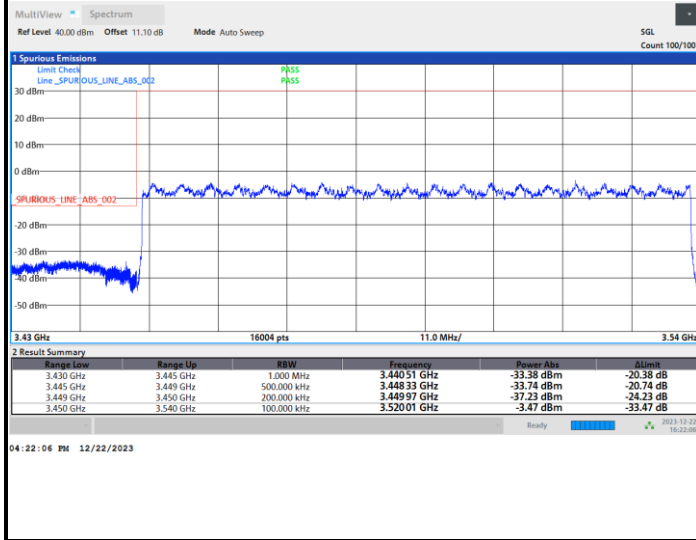 MultiView Spectrum
Ref Level 40.00 dBm Offset 11.10 dB Mode Auto Sweep SGL
Count 100/100
1 Spurious Emissions
Limit Check PASS
Line _SPURIOUS_LINE_ABS_002 PASS
30 dBm
20 dBm
10 dBm
0 dBm
_SPURIOUS_LINE_ABS_002
-20 dBm
-30 dBm
-40 dBm
-50 dBm
3.43 GHz 16004 pts 11.0 MHz/ 3.54 GHz
2 Result Summary
Range Low Range Up RBW Frequency Power Abs ΔLimit
3.430 GHz 3.445 GHz 1.000 MHz 3.44051 GHz -33.38 dBm -20.38 dB
3.445 GHz 3.449 GHz 500.000 kHz 3.44833 GHz -33.74 dBm -20.74 dB
3.449 GHz 3.450 GHz 200.000 kHz 3.44997 GHz -37.23 dBm -24.23 dB
3.450 GHz 3.540 GHz 100.000 kHz 3.52001 GHz -3.47 dBm -33.47 dB
Ready 2023-12-22
16:22:06
04:22:06 PM 12/22/2023